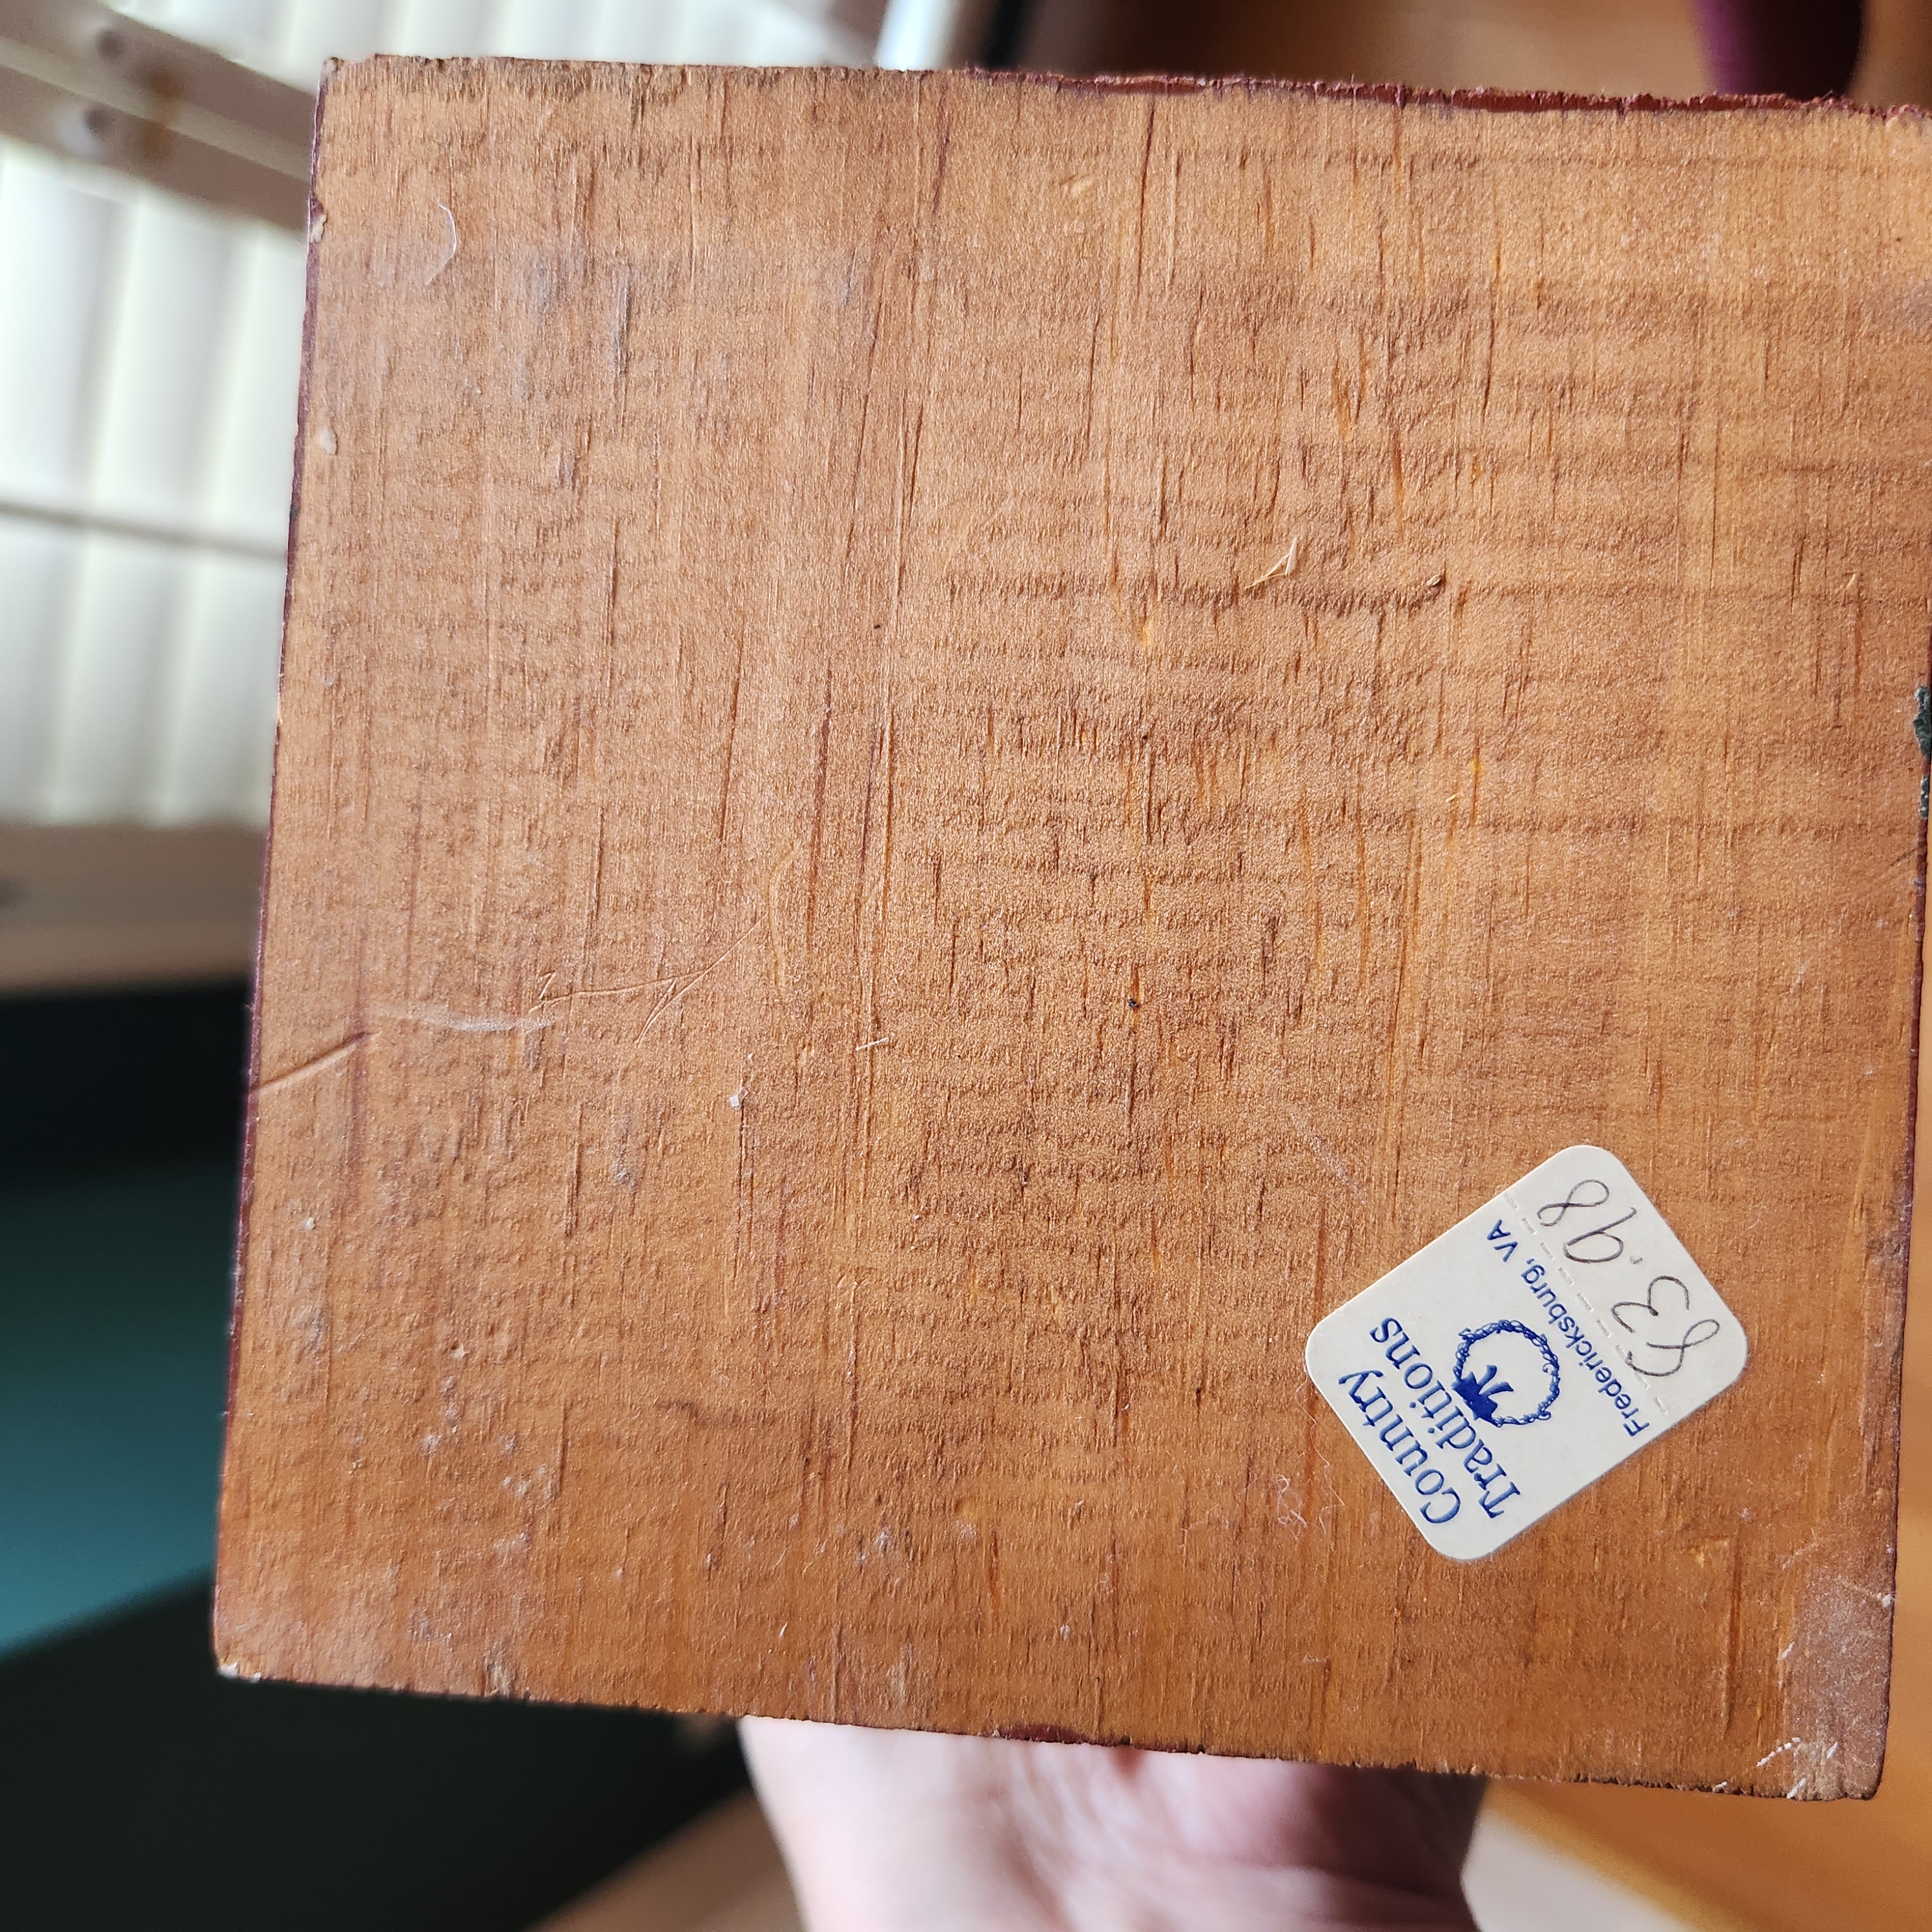 Country
Traditions
Fredericksburg, VA
$3.98